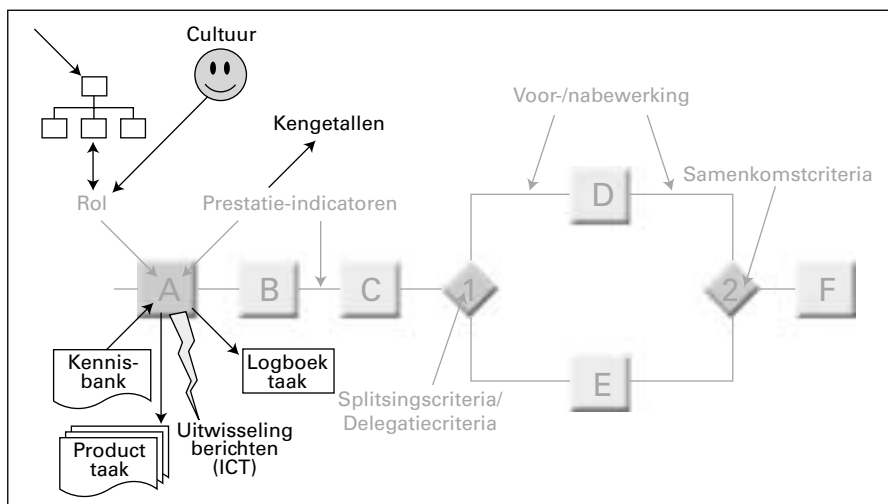 Cultuur
Voor-/nabewerking
Kengetallen
Samenkomstcriteria
Rol
Prestatie-indicatoren
D
A
B
C
1
2
F
Kennis-
bank
Logboek
taak
E
Splitsingscriteria/
Delegatiecriteria
Product
taak
Uitwisseling
berichten
(ICT)